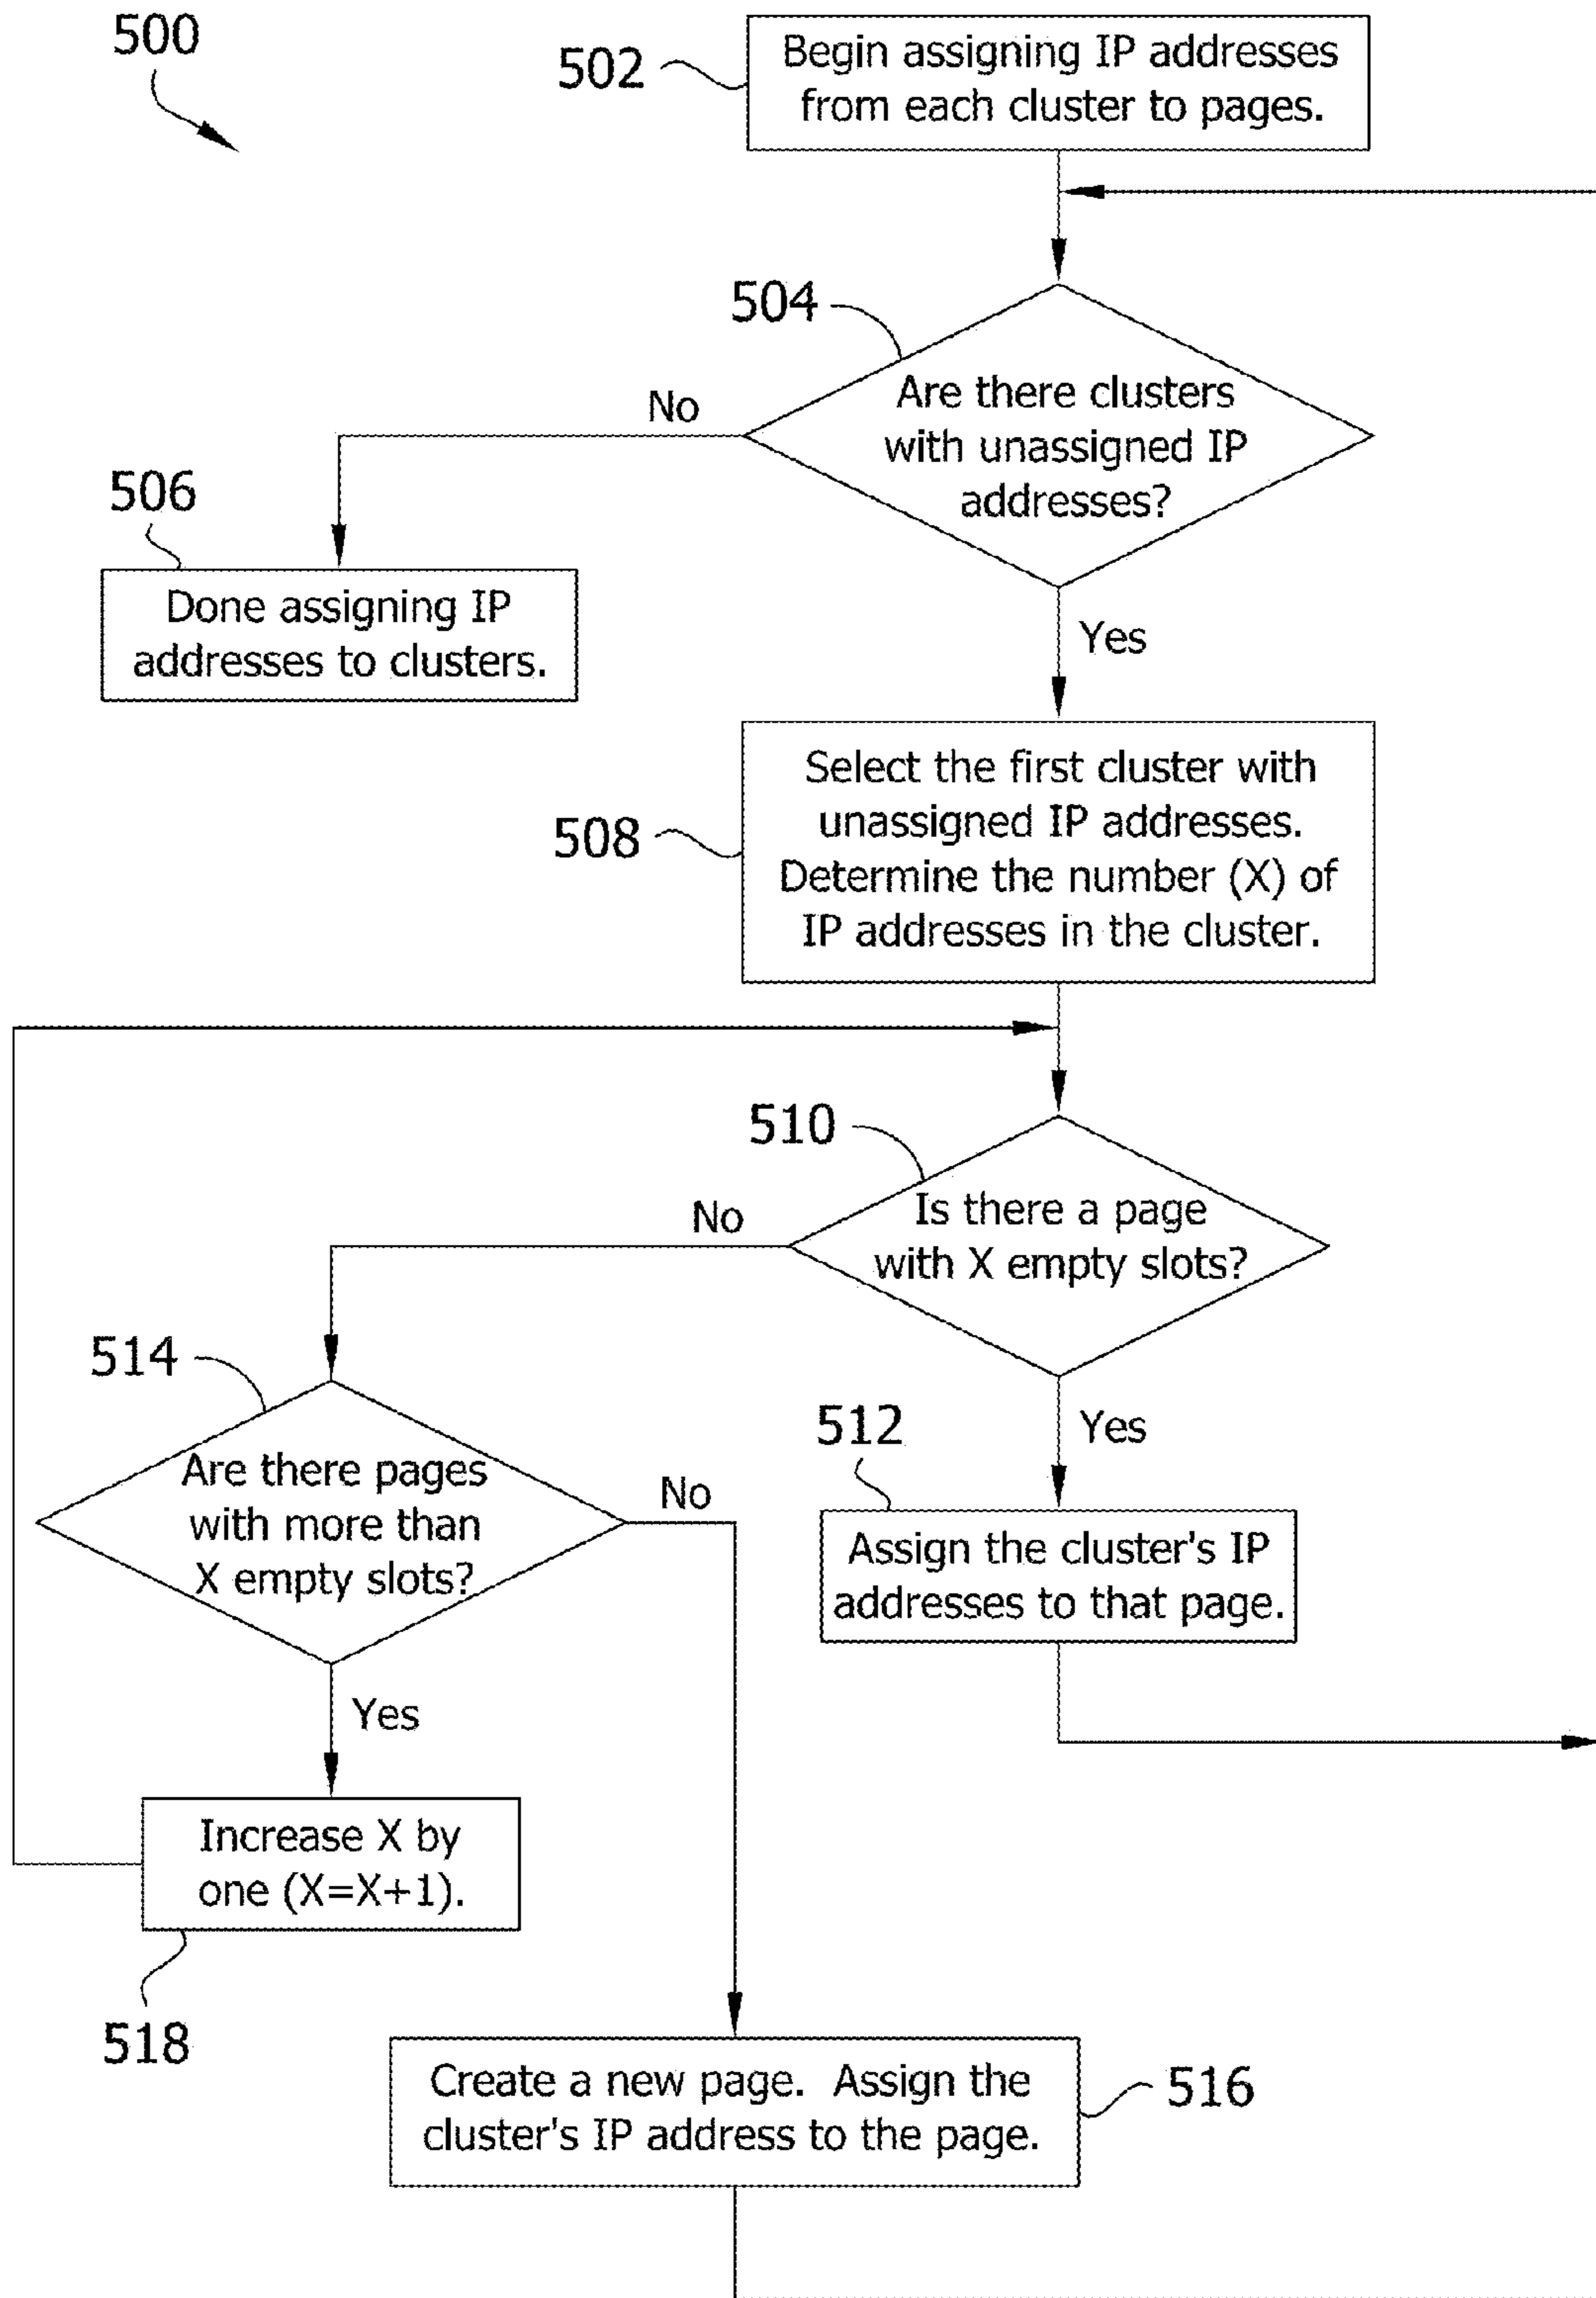 500
502
Begin assigning IP addresses
from each cluster to pages.
504
Are there clusters
with unassigned IP
addresses?
No
506
Done assigning IP
addresses to clusters.
Yes
508
Select the first cluster with
unassigned IP addresses.
Determine the number (X) of
IP addresses in the cluster.
510
Is there a page
with X empty slots?
No
514
Are there pages
with more than
X empty slots?
No
512
Yes
Assign the cluster's IP
addresses to that page.
Yes
Increase X by
one (X=X+1).
518
Create a new page. Assign the
cluster's IP address to the page.
516